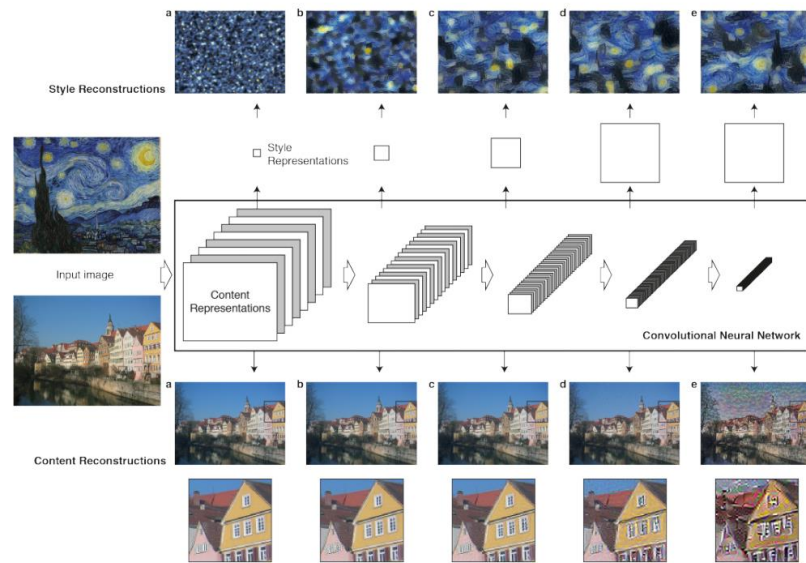 a
b
c
d
e
Style Reconstructions
Style
Representations
Input image
Content
Representations
Convolutional Neural Network
a
b
c
d
e
Content Reconstructions